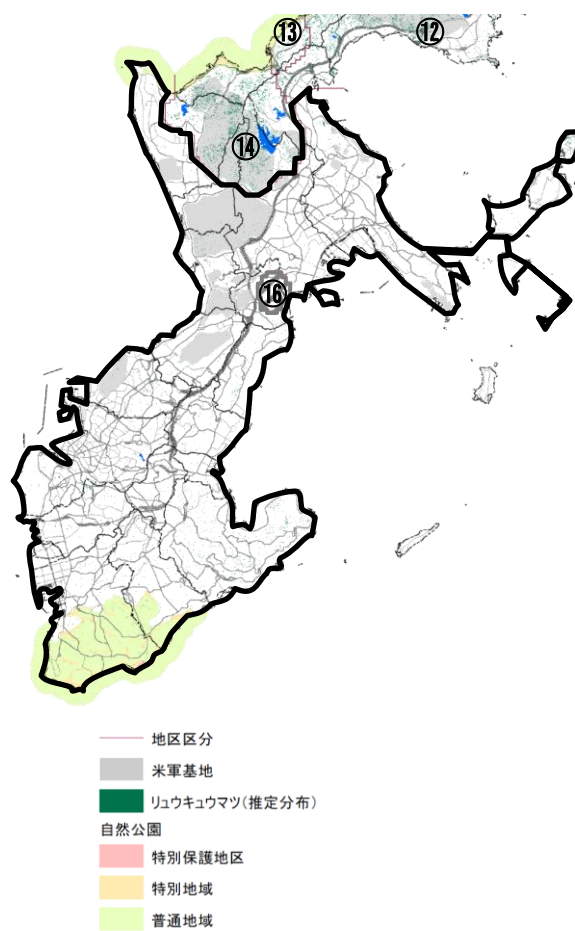 ⑬
⑫
⑭
⑯
地区区分
米軍基地
リュウキュウマツ(推定分布)
自然公園
特別保護地区
特別地域
普通地域